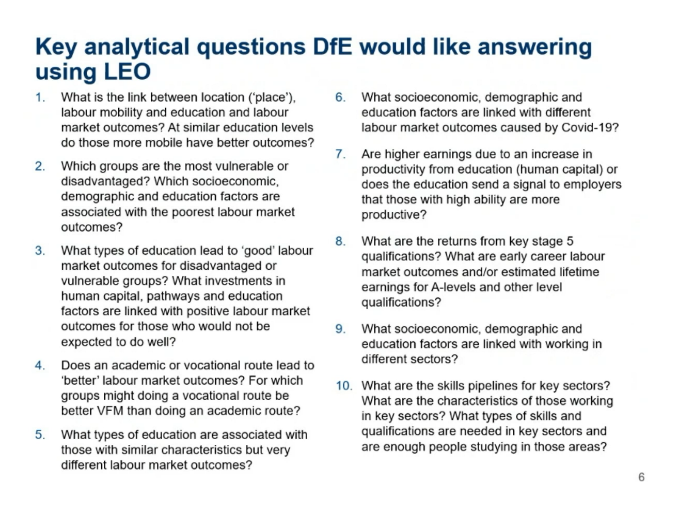 Key analytical questions DfE would like answering
using LEO
1. What is the link between location (‘place’),
labour mobility and education and labour
market outcomes? At similar education levels
do those more mobile have better outcomes?
2. Which groups are the most vulnerable or
disadvantaged? Which socioeconomic,
demographic and education factors are
associated with the poorest labour market
outcomes?
3. What types of education lead to ‘good’ labour
market outcomes for disadvantaged or
vulnerable groups? What investments in
human capital, pathways and education
factors are linked with positive labour market
outcomes for those who would not be
expected to do well?
4. Does an academic or vocational route lead to
‘better’ labour market outcomes? For which
groups might doing a vocational route be
better VFM than doing an academic route?
5. What types of education are associated with
those with similar characteristics but very
different labour market outcomes?
6. What socioeconomic, demographic and
education factors are linked with different
labour market outcomes caused by Covid-19?
7. Are higher earnings due to an increase in
productivity from education (human capital) or
does the education send a signal to employers
that those with high ability are more
productive?
8. What are the returns from key stage 5
qualifications? What are early career labour
market outcomes and/or estimated lifetime
earnings for A-levels and other level
qualifications?
9. What socioeconomic, demographic and
education factors are linked with working in
different sectors?
10. What are the skills pipelines for key sectors?
What are the characteristics of those working
in key sectors? What types of skills and
qualifications are needed in key sectors and
are enough people studying in those areas?
6